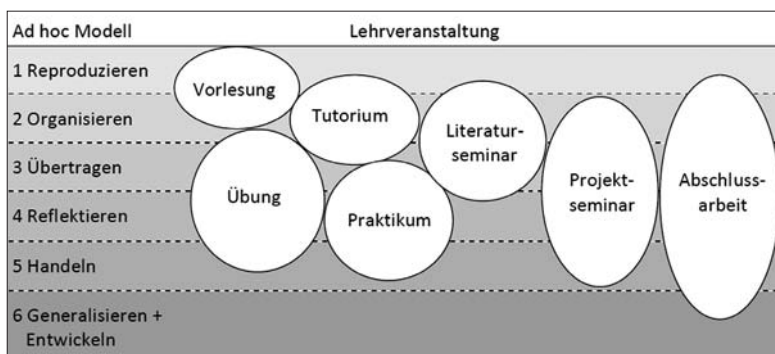 Ad hoc Modell
Lehrveranstaltung
1 Reproduzieren
2 Organisieren
3 Übertragen
4 Reflektieren
5 Handeln
6 Generalisieren +
Entwickeln
Vorlesung
Tutorium
Literatur-
seminar
Übung
Praktikum
Projekt-
seminar
Abschluss-
arbeit